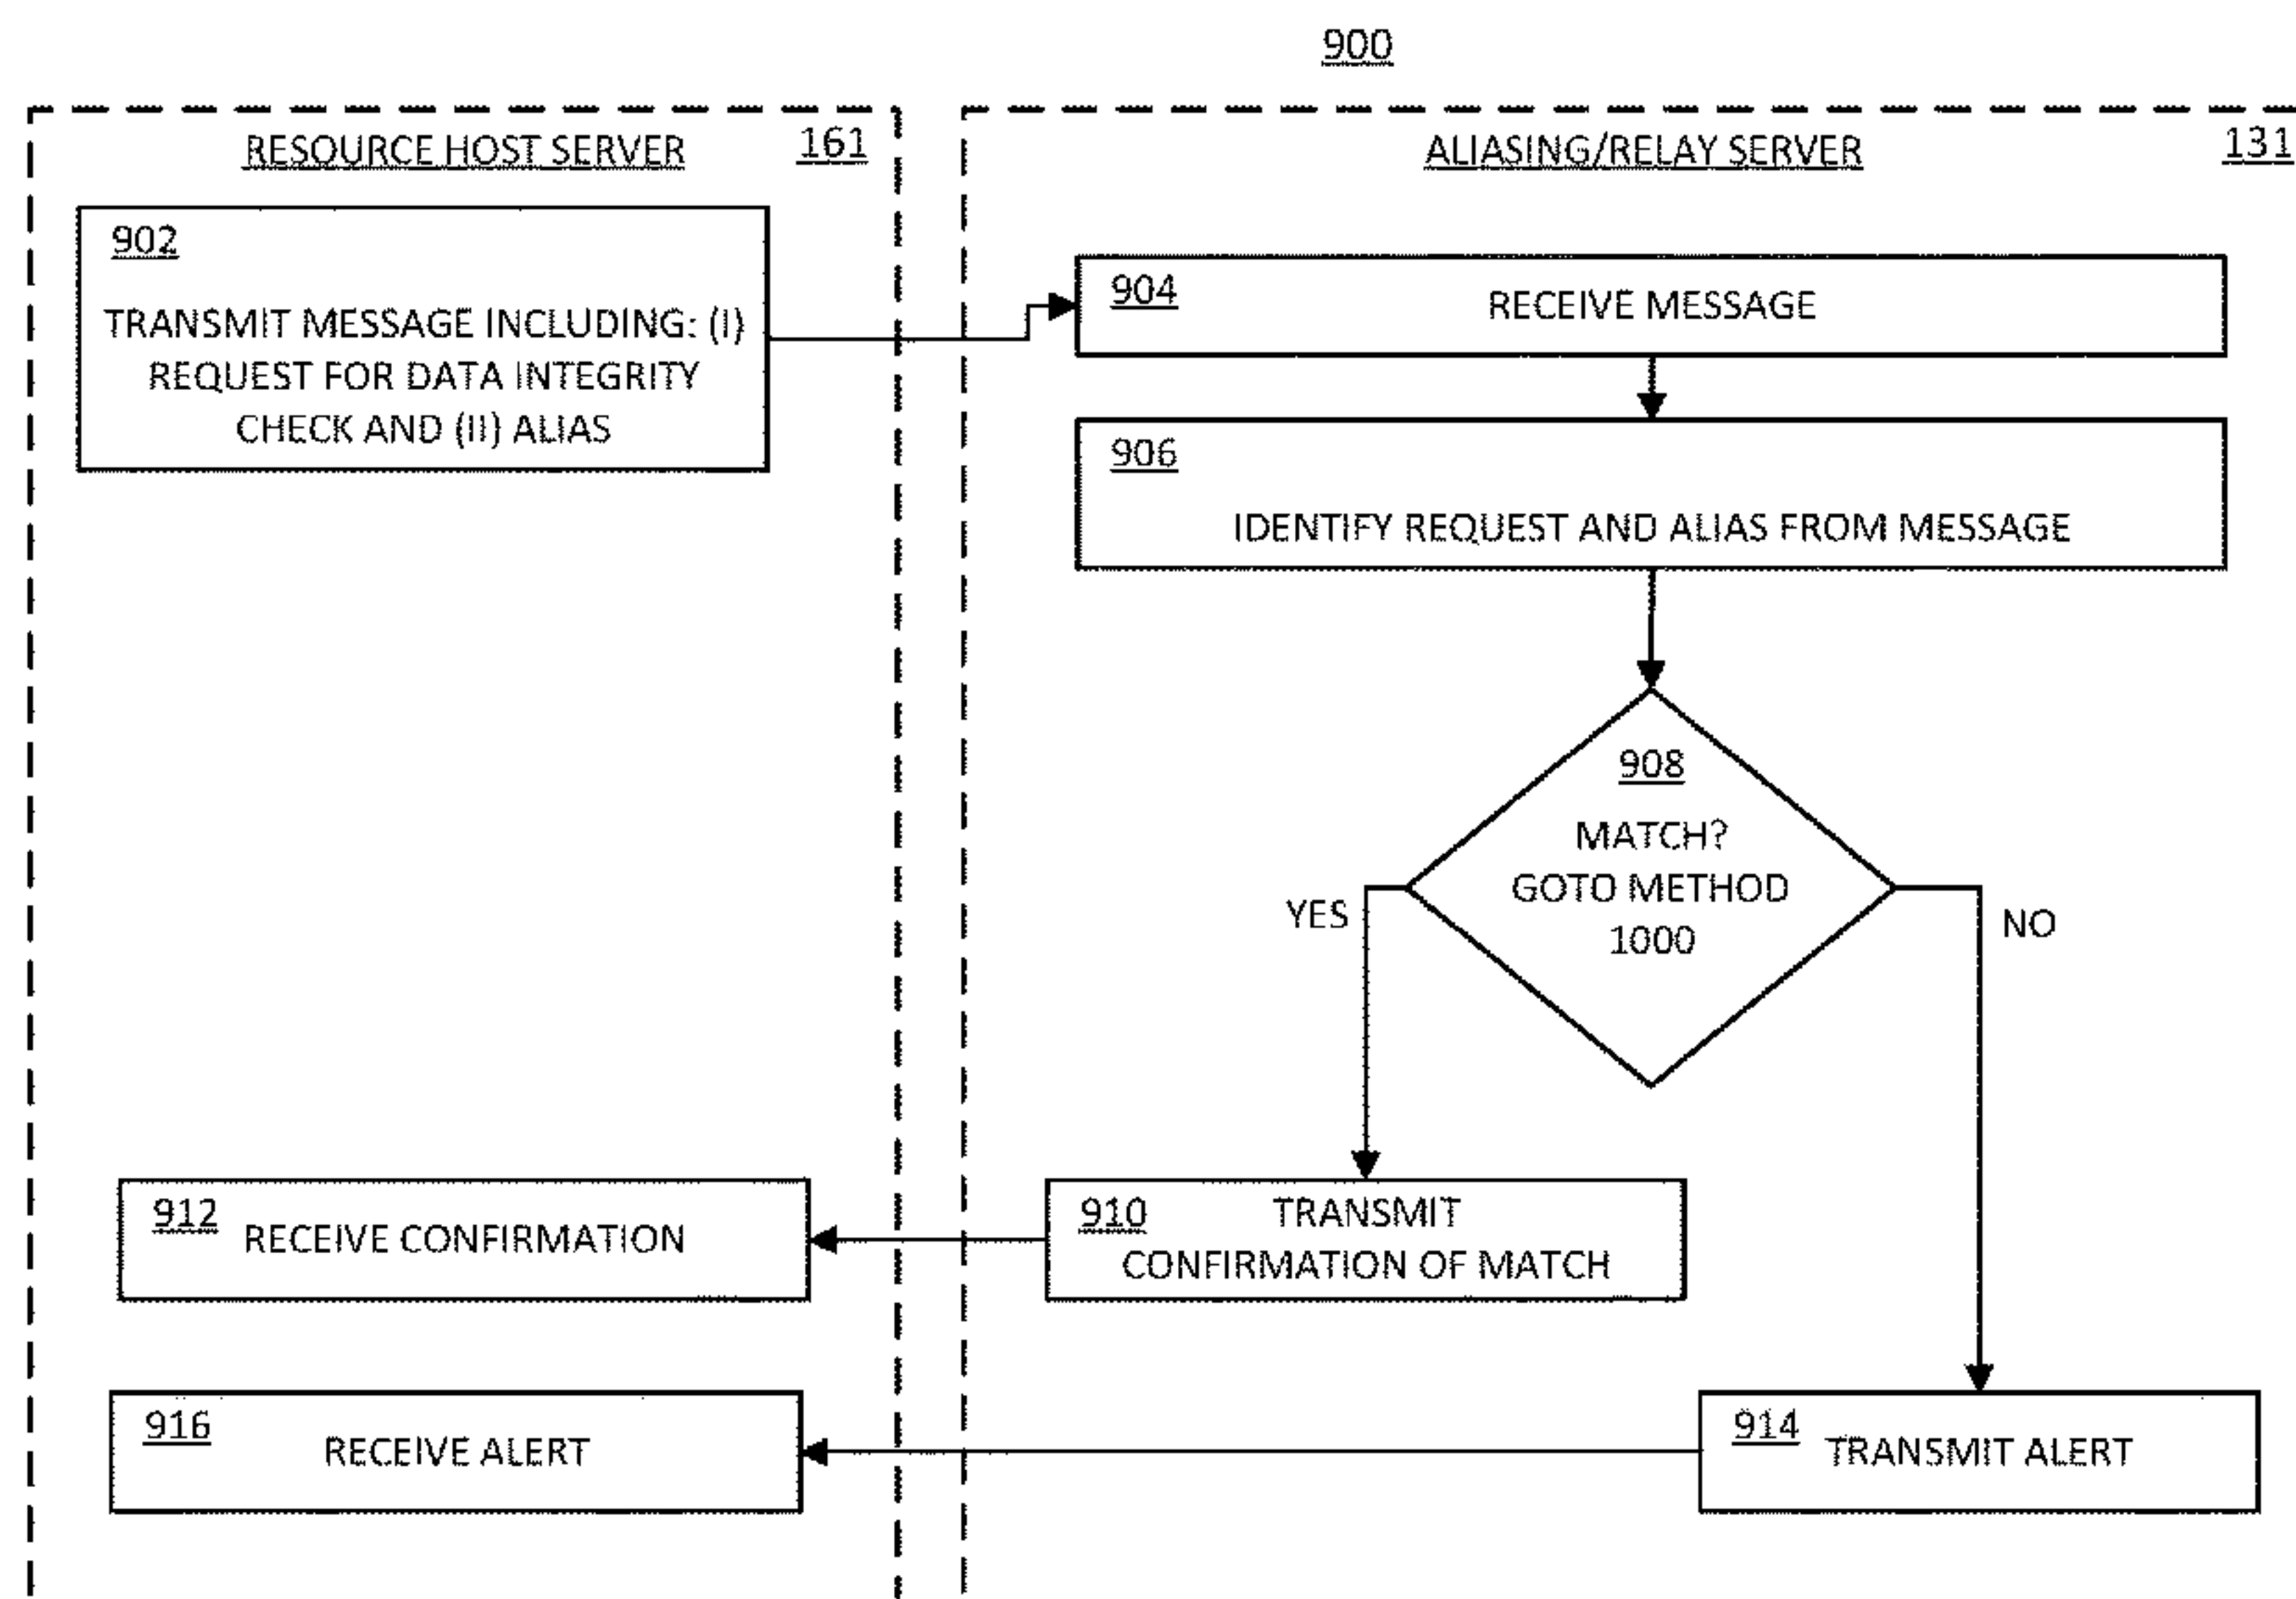 900
RESOURCE HOST SERVER
161
ALIASING/RELAY SERVER
131
902
TRANSMIT MESSAGE INCLUDING: (I)
REQUEST FOR DATA INTEGRITY
CHECK AND (II) ALIAS
904
RECEIVE MESSAGE
906
IDENTIFY REQUEST AND ALIAS FROM MESSAGE
908
MATCH?
GOTO METHOD
1000
YES
NO
912
RECEIVE CONFIRMATION
910
TRANSMIT
CONFIRMATION OF MATCH
916
RECEIVE ALERT
914
TRANSMIT ALERT